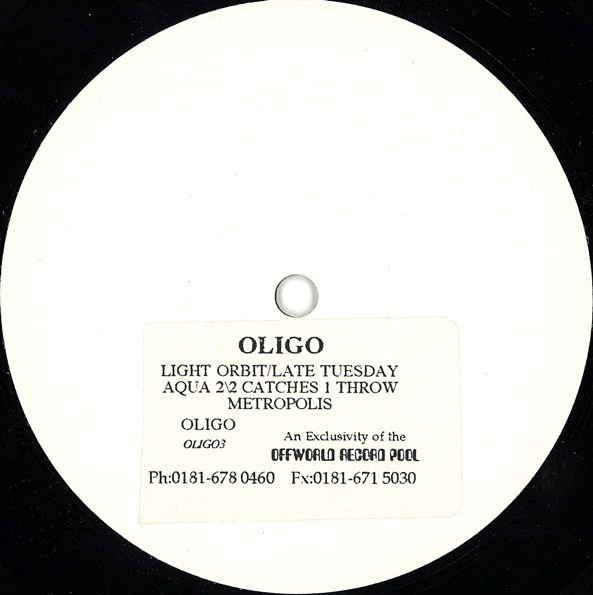 OLIGO
LIGHT ORBIT/LATE TUESDAY
AQUA 2\2 CATCHES 1 THROW
METROPOLIS
OLIGO
OLIGO3
An Exclusivity of the
OFFWORLD RECORD POOL
Ph:0181-678 0460 Fx:0181-671 5030